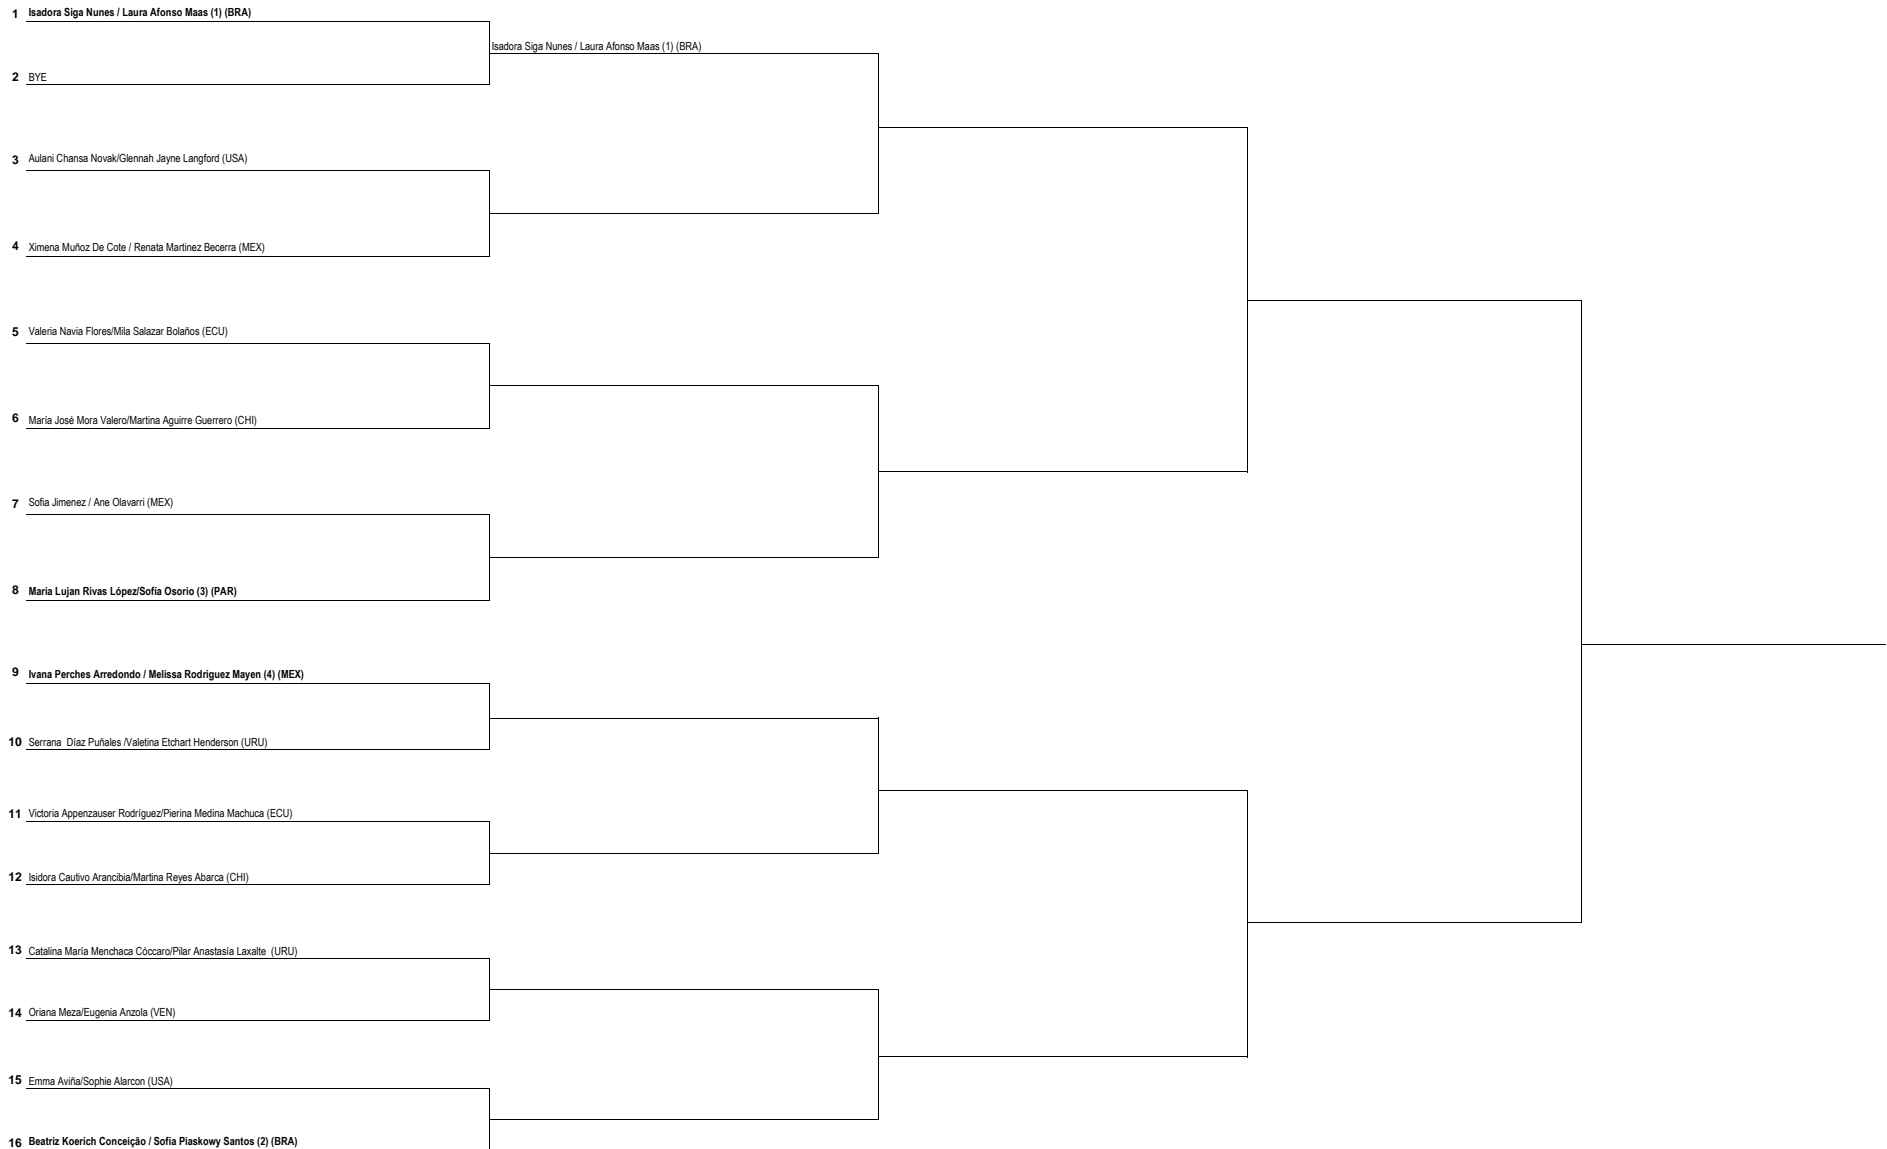 1 Isadora Siga Nunes / Laura Afonso Maas (1) (BRA)
Isadora Siga Nunes / Laura Afonso Maas (1) (BRA)
2 BYE
3 Aulani Chansa Novak/Glennah Jayne Langford (USA)
4 Ximena Muñoz De Cote / Renata Martinez Becerra (MEX)
5 Valeria Navia Flores/Mila Salazar Bolaños (ECU)
6 María José Mora Valero/Martina Aguirre Guerrero (CHI)
7 Sofia Jimenez / Ane Olavarri (MEX)
8 Maria Lujan Rivas López/Sofía Osorio (3) (PAR)
9 Ivana Perches Arredondo / Melissa Rodriguez Mayen (4) (MEX)
10 Serrana  Díaz Puñales /Valetina Etchart Henderson (URU)
11 Victoria Appenzauser Rodríguez/Pierina Medina Machuca (ECU)
12 Isidora Cautivo Arancibia/Martina Reyes Abarca (CHI)
13 Catalina María Menchaca Cóccaro/Pilar Anastasía Laxalte  (URU)
14 Oriana Meza/Eugenia Anzola (VEN)
15 Emma Aviña/Sophie Alarcon (USA)
16 Beatriz Koerich Conceição / Sofia Piaskowy Santos (2) (BRA)